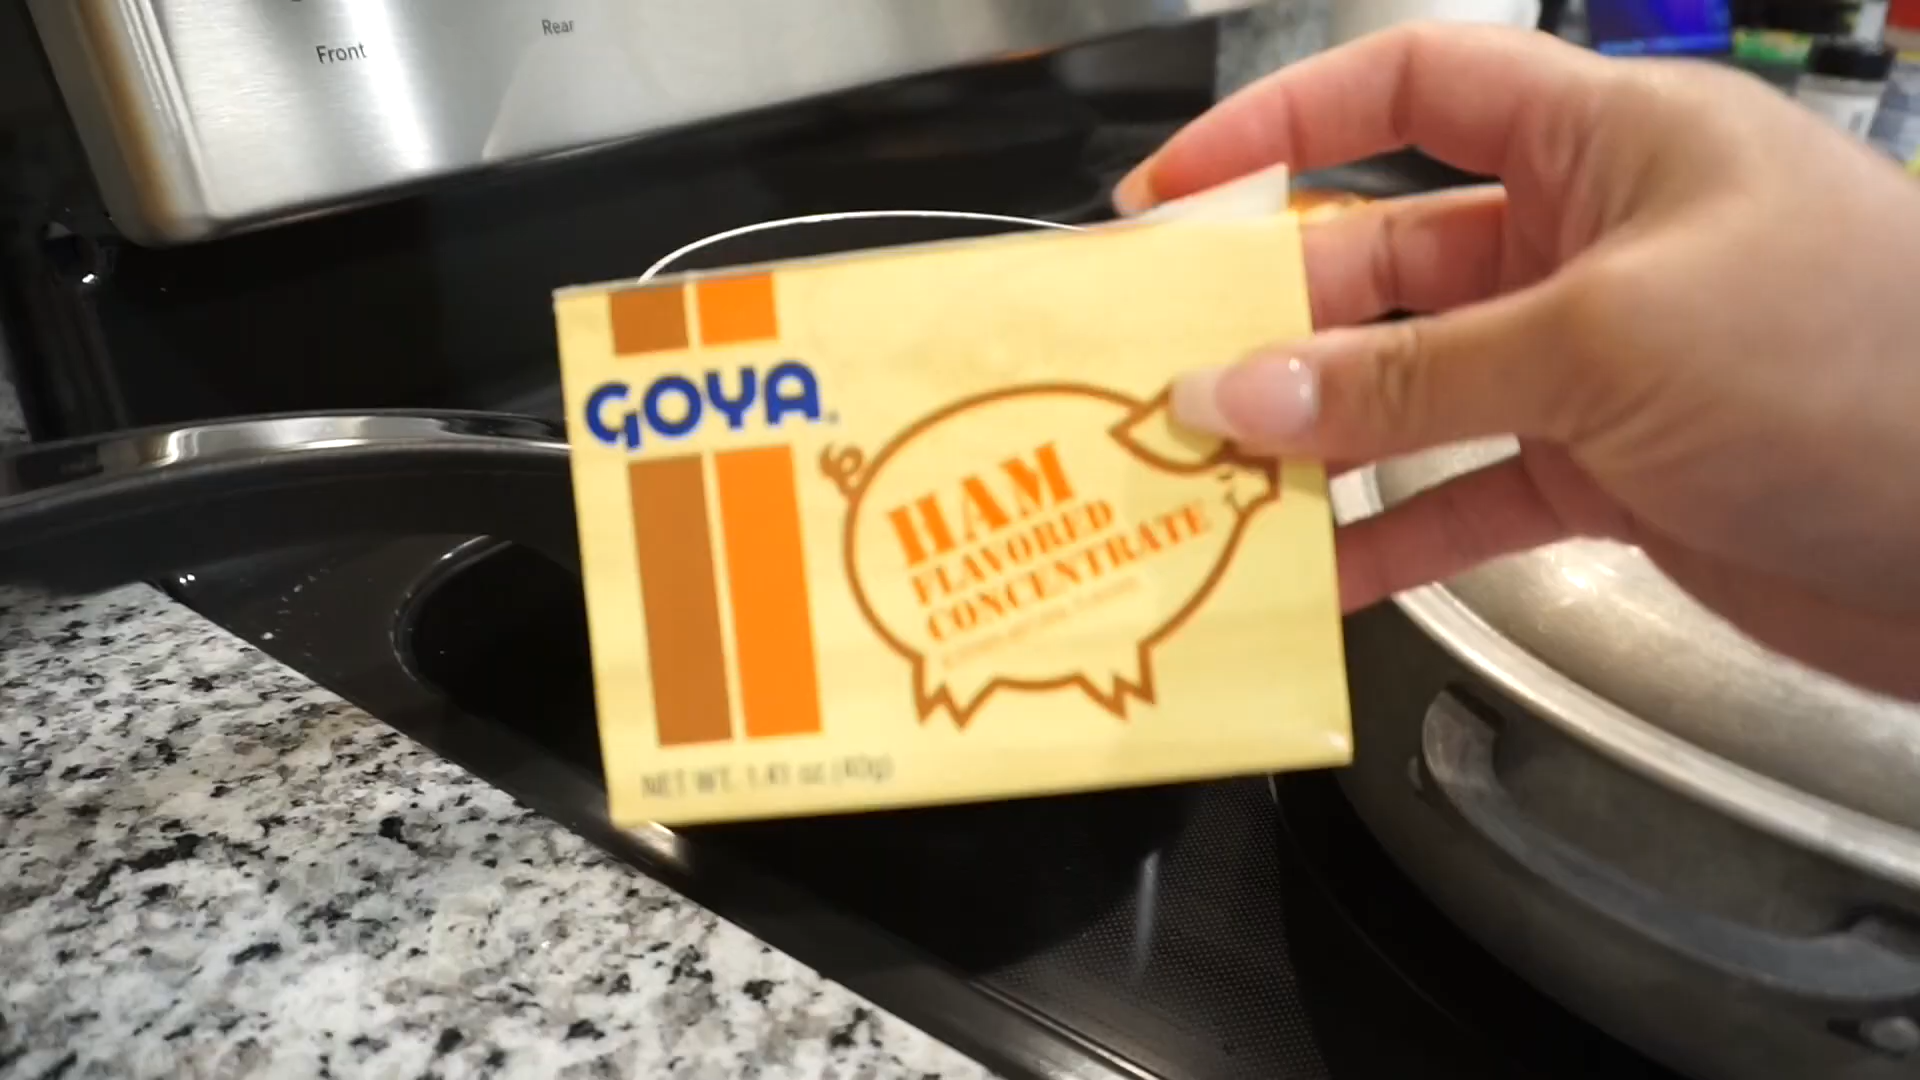 Front
Rear
GOYA
HAM
FLAVORED
CONCENTRATE
NET WT. 1.41 oz (40g)